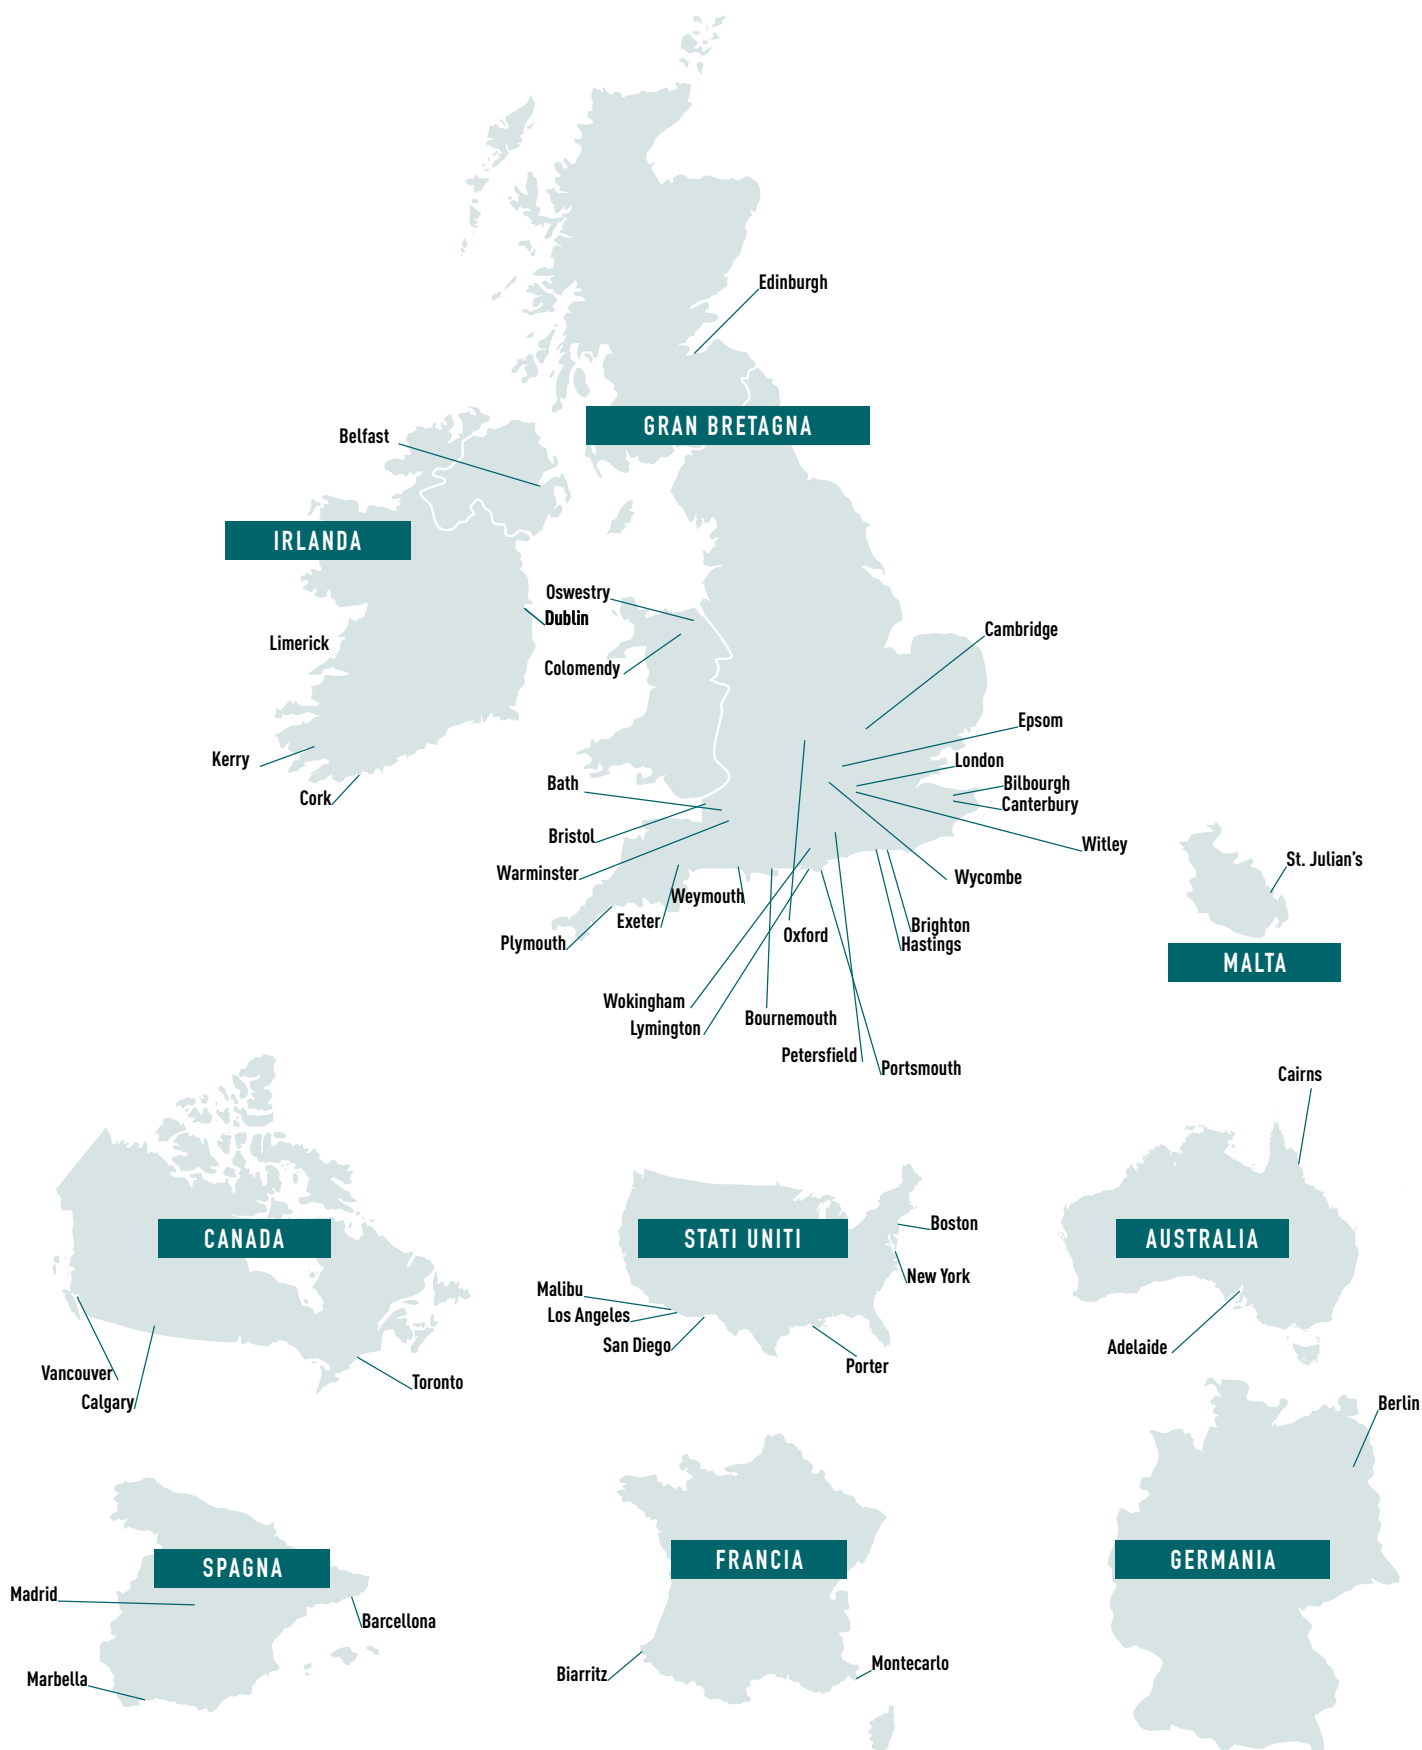 Edinburgh
GRAN BRETAGNA
Belfast
IRLANDA
Oswestry
Dublin
Cambridge
Limerick
Colomendy
Epsom
Kerry
London
Bath
Bilbourgh
Cork
Canterbury
Bristol
Witley
St. Julian's
Warminster
Wycombe
Weymouth
Exeter
Brighton
Oxford
Plymouth
Hastings
MALTA
Wokingham
Bournemouth
Lymington
Petersfield
Portsmouth
Cairns
Boston
CANADA
STATI UNITI
AUSTRALIA
New York
Malibu
Los Angeles
San Diego
Adelaide
Porter
Vancouver
Toronto
Calgary
Berlin
FRANCIA
GERMANIA
SPAGNA
Madrid
Barcellona
Montecarlo
Biarritz
Marbella